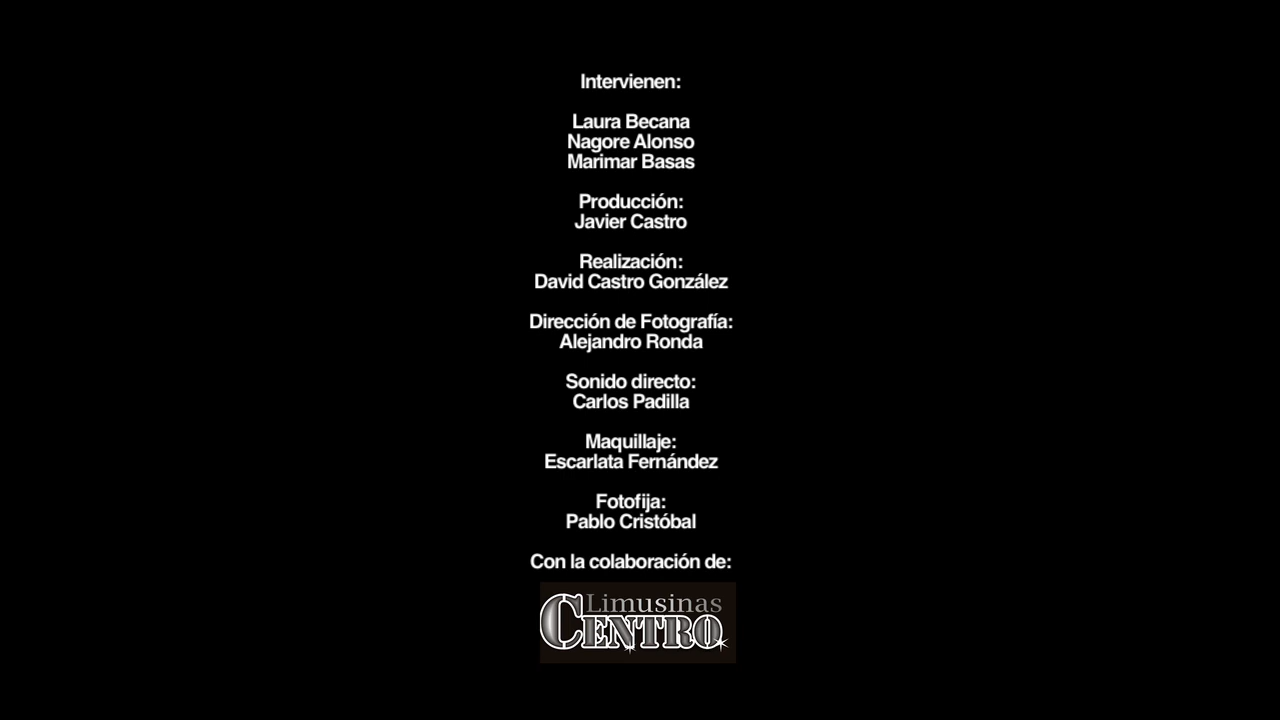 Intervienen:
Laura Becana
Nagore Alonso
Marimar Basas
Producción:
Javier Castro
Realización:
David Castro González
Dirección de Fotografía:
Alejandro Ronda
Sonido directo:
Carlos Padilla
Maquillaje:
Escarlata Fernández
Fotofija:
Pablo Cristóbal
Con la colaboración de:
Limusinas
CENTRO